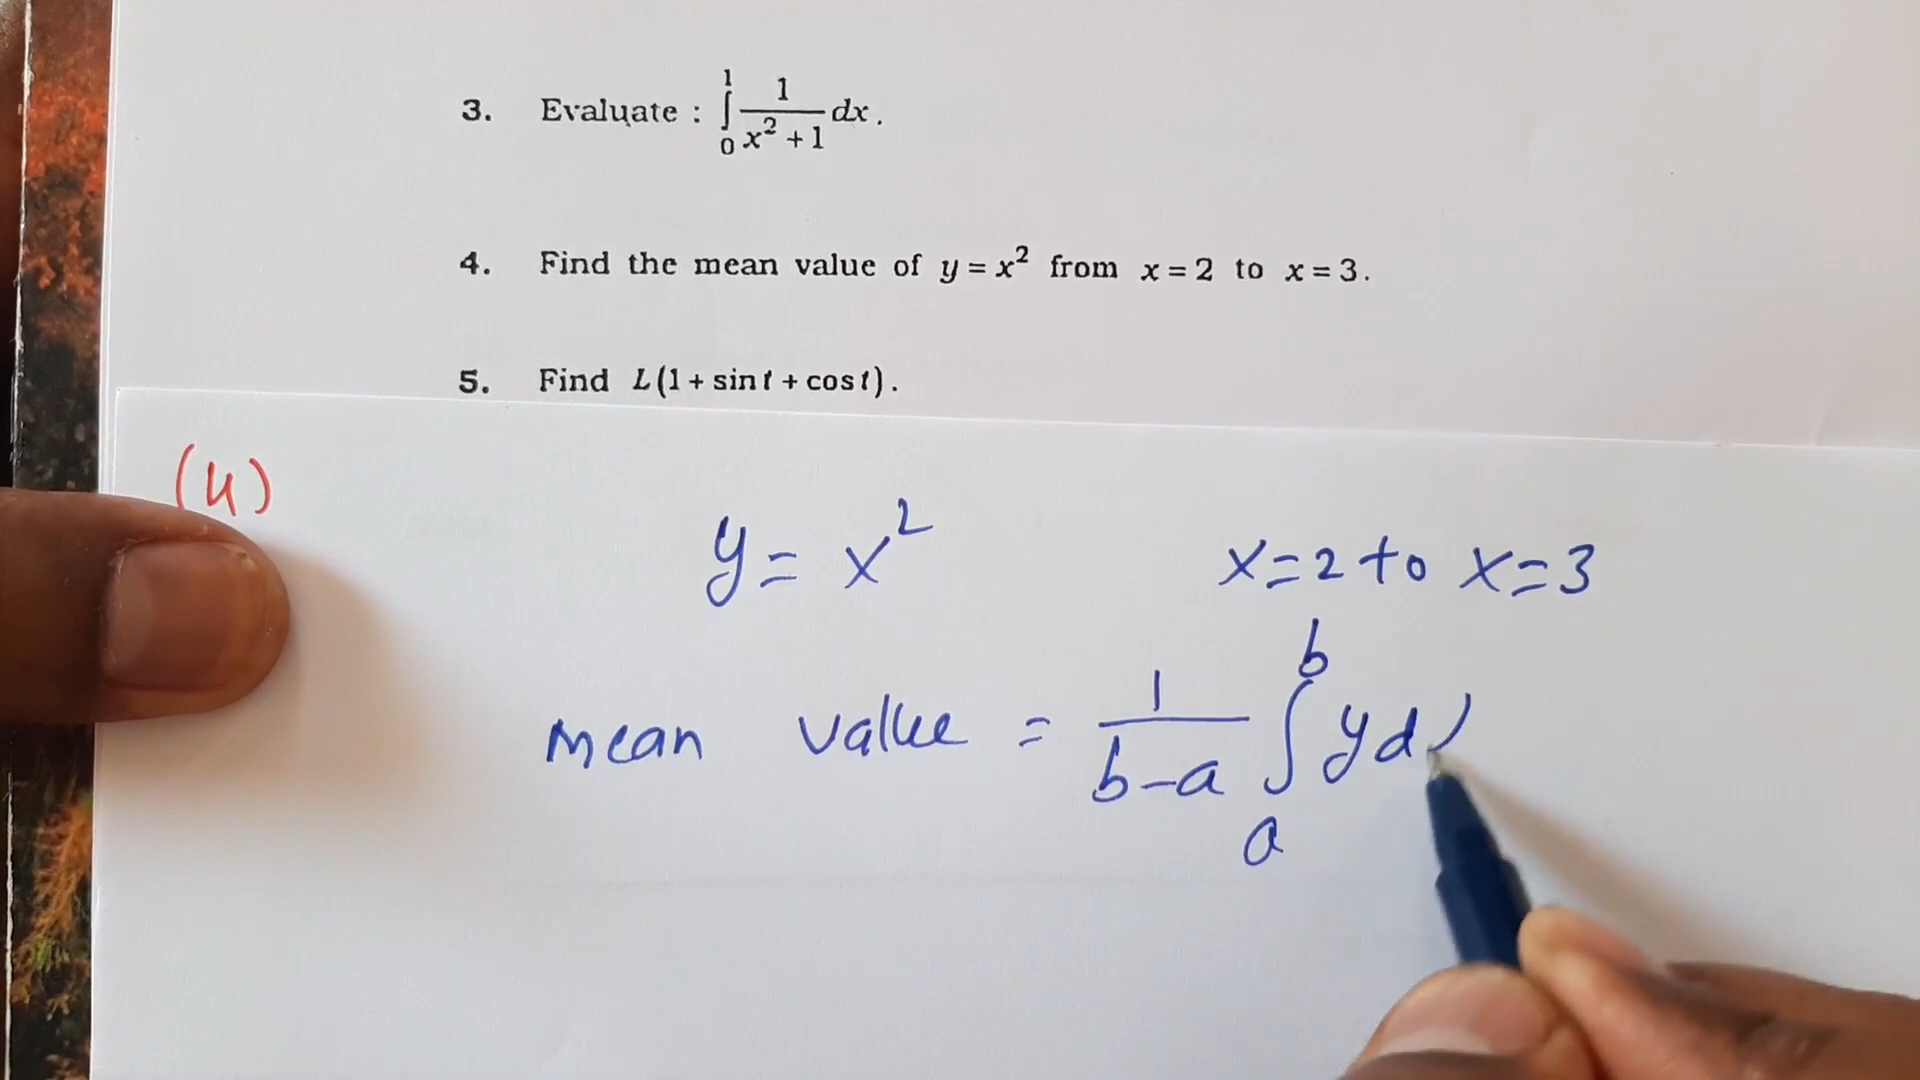 3. Evaluate : ∫₀¹ 1/(x² + 1) dx.
4. Find the mean value of y = x² from x = 2 to x = 3.
5. Find L(1 + sin t + cos t).
(4)
y = x² x = 2 to x = 3
mean value = 1/(b-a) ∫ₐᵇ y d